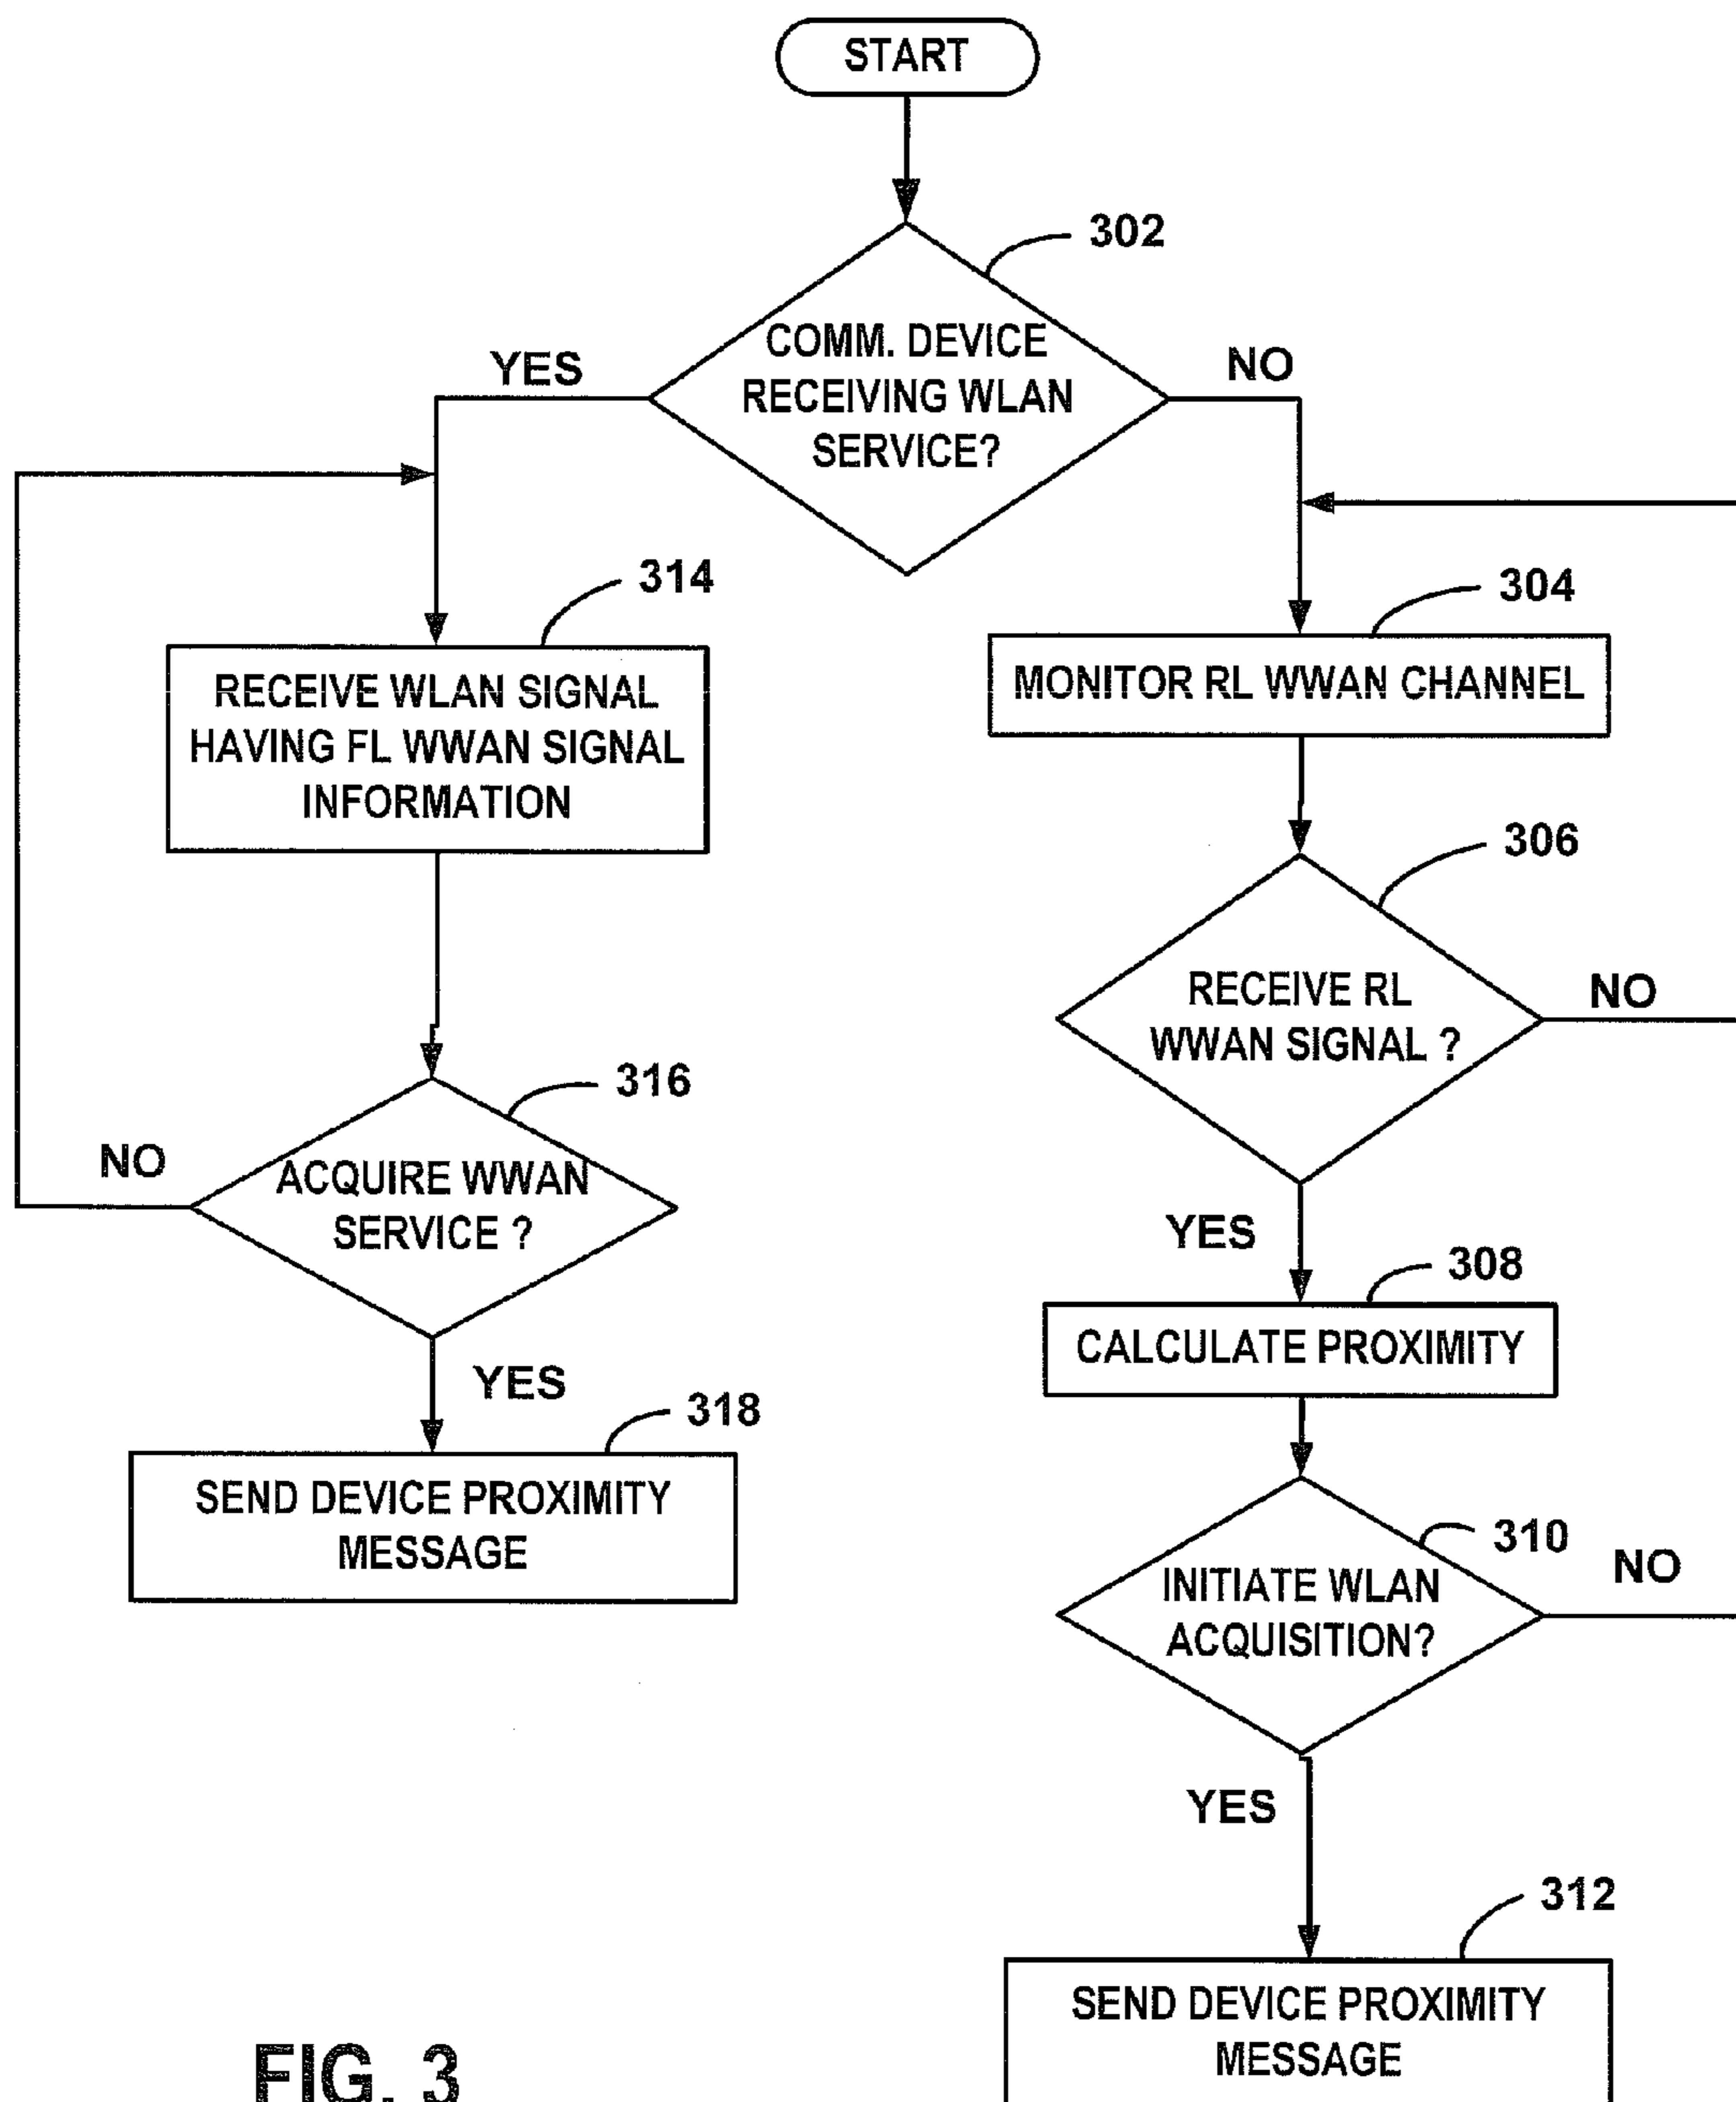 START
302
COMM. DEVICE
RECEIVING WLAN
SERVICE?
YES
NO
314
RECEIVE WLAN SIGNAL
HAVING FL WWAN SIGNAL
INFORMATION
304
MONITOR RL WWAN CHANNEL
306
RECEIVE RL
WWAN SIGNAL ?
NO
YES
316
ACQUIRE WWAN
SERVICE ?
NO
YES
308
CALCULATE PROXIMITY
318
SEND DEVICE PROXIMITY
MESSAGE
310
INITIATE WLAN
ACQUISITION?
NO
YES
312
SEND DEVICE PROXIMITY
MESSAGE
FIG. 3